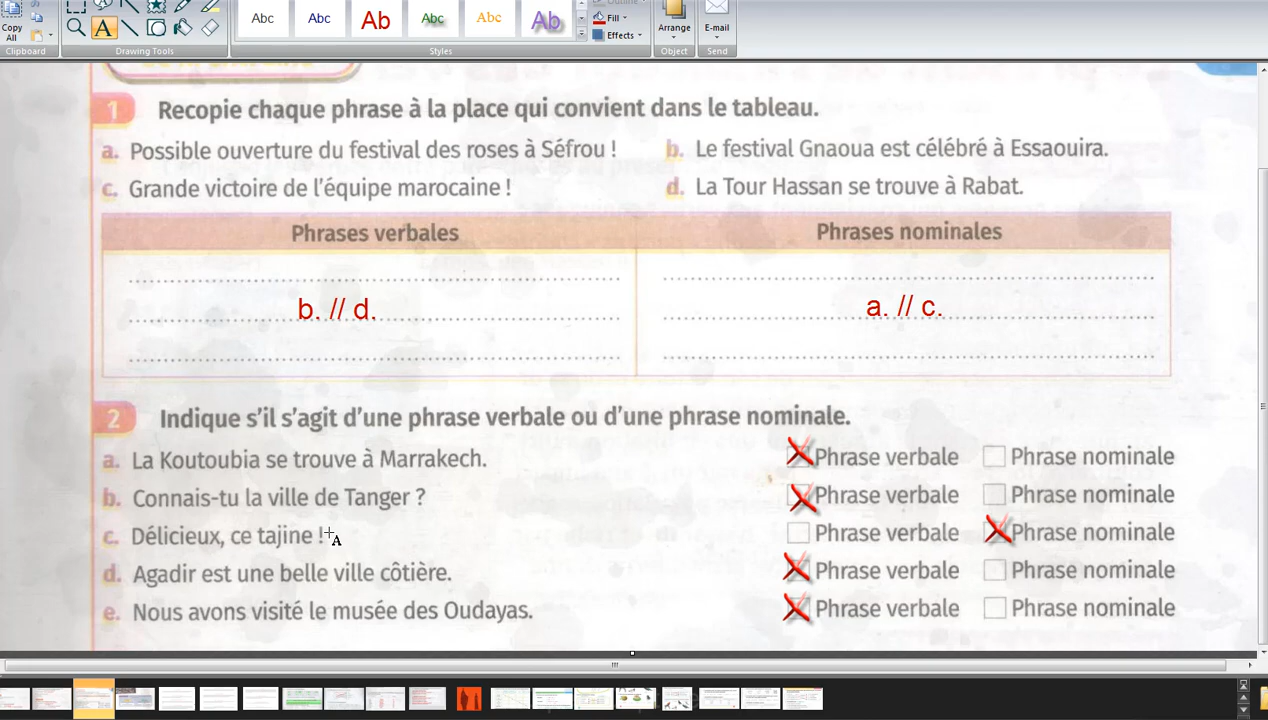 Copy All
Clipboard
Drawing Tools
Abc Abc Ab Abc Abc Ab
Styles
Outline
Fill
Effects
Arrange
Object
E-mail
Send
1 Recopie chaque phrase à la place qui convient dans le tableau.
a. Possible ouverture du festival des roses à Séfrou ! b. Le festival Gnaoua est célébré à Essaouira.
c. Grande victoire de l'équipe marocaine ! d. La Tour Hassan se trouve à Rabat.
Phrases verbales Phrases nominales
b. // d. a. // c.
2 Indique s'il s'agit d'une phrase verbale ou d'une phrase nominale.
a. La Koutoubia se trouve à Marrakech. Phrase verbale Phrase nominale
b. Connais-tu la ville de Tanger ? Phrase verbale Phrase nominale
c. Délicieux, ce tajine ! Phrase verbale Phrase nominale
d. Agadir est une belle ville côtière. Phrase verbale Phrase nominale
e. Nous avons visité le musée des Oudayas. Phrase verbale Phrase nominale